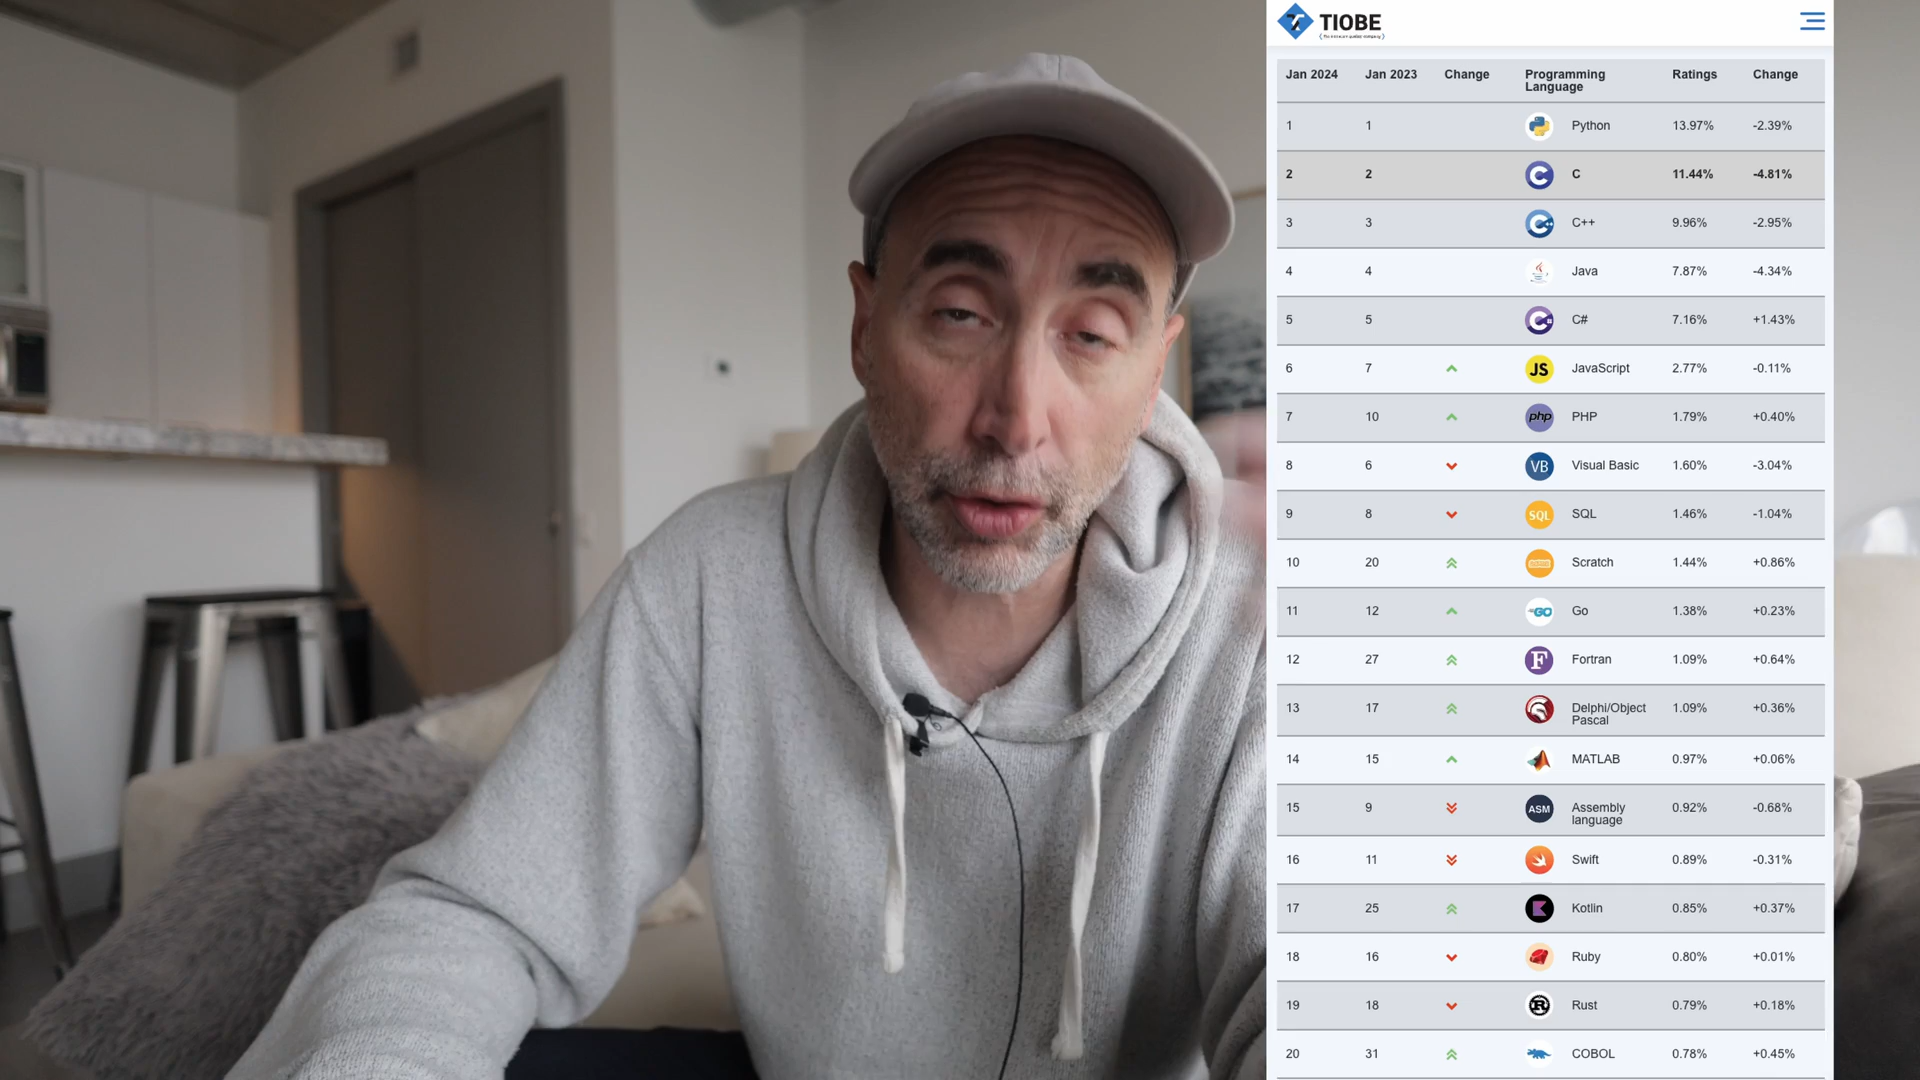 TIOBE
Jan 2024 Jan 2023 Change Programming Language Ratings Change
1 1 Python 13.97% -2.39%
2 2 C 11.44% -4.81%
3 3 C++ 9.96% -2.95%
4 4 Java 7.87% -4.34%
5 5 C# 7.16% +1.43%
6 7 JS JavaScript 2.77% -0.11%
7 10 php PHP 1.79% +0.40%
8 6 VB Visual Basic 1.60% -3.04%
9 8 SQL SQL 1.46% -1.04%
10 20 Scratch 1.44% +0.86%
11 12 GO Go 1.38% +0.23%
12 27 F Fortran 1.09% +0.64%
13 17 Delphi/Object Pascal 1.09% +0.36%
14 15 MATLAB 0.97% +0.06%
15 9 ASM Assembly language 0.92% -0.68%
16 11 Swift 0.89% -0.31%
17 25 Kotlin 0.85% +0.37%
18 16 Ruby 0.80% +0.01%
19 18 R Rust 0.79% +0.18%
20 31 COBOL 0.78% +0.45%